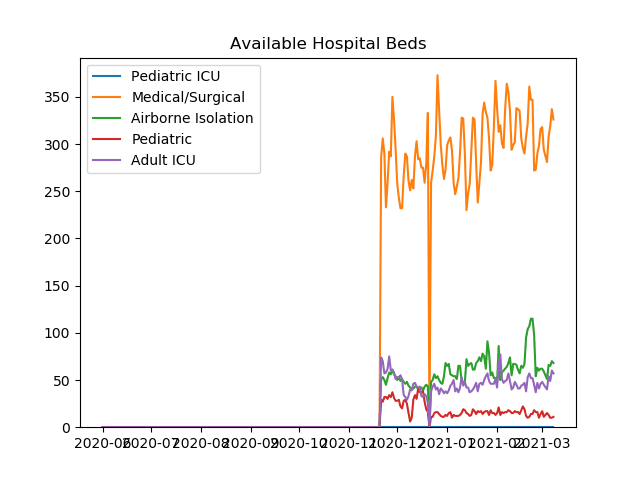 Available Hospital Beds
Pediatric ICU
Medical/Surgical
Airborne Isolation
Pediatric
Adult ICU
350
300
250
200
150
100
50
0
2020-06 2020-07 2020-08 2020-09 2020-10 2020-11 2020-12 2021-01 2021-02 2021-03